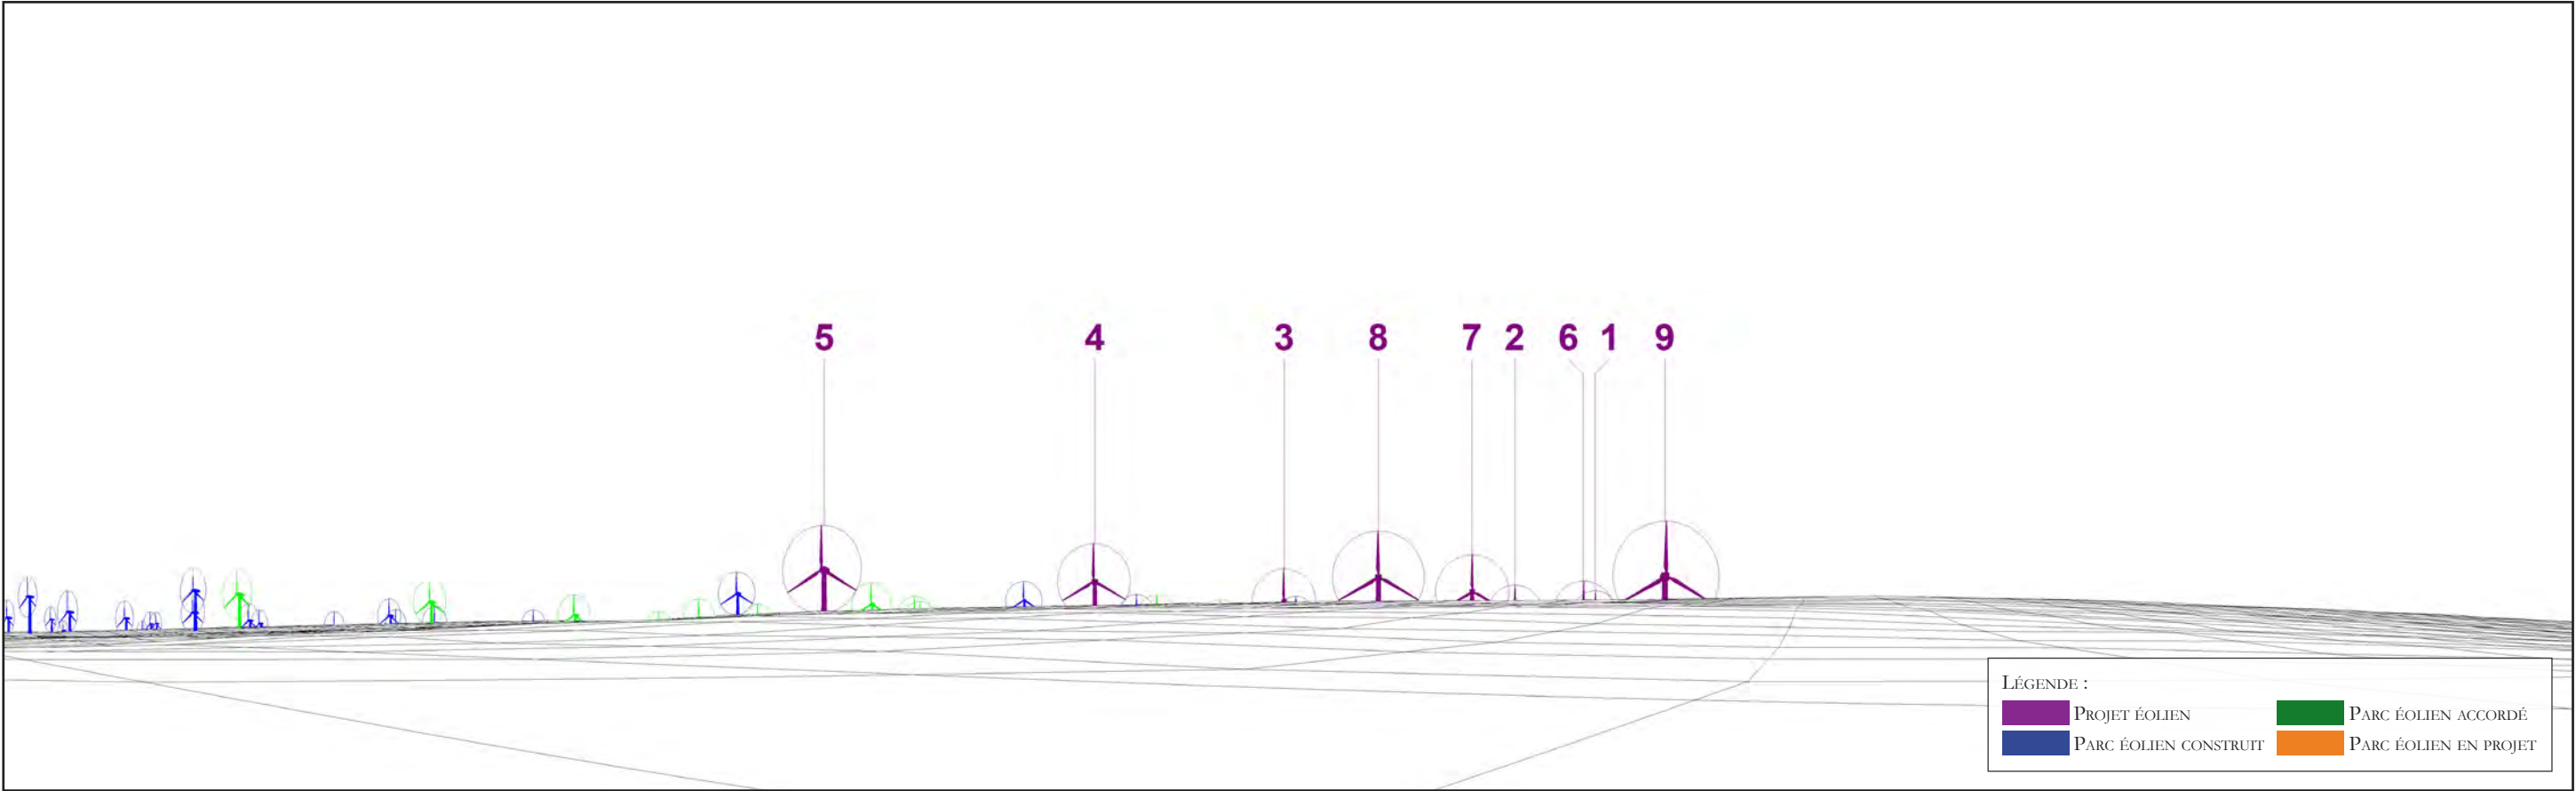 5 4 3 8 7 2 6 1 9
Légende :
Projet éolien
Parc éolien accordé
Parc éolien construit
Parc éolien en projet